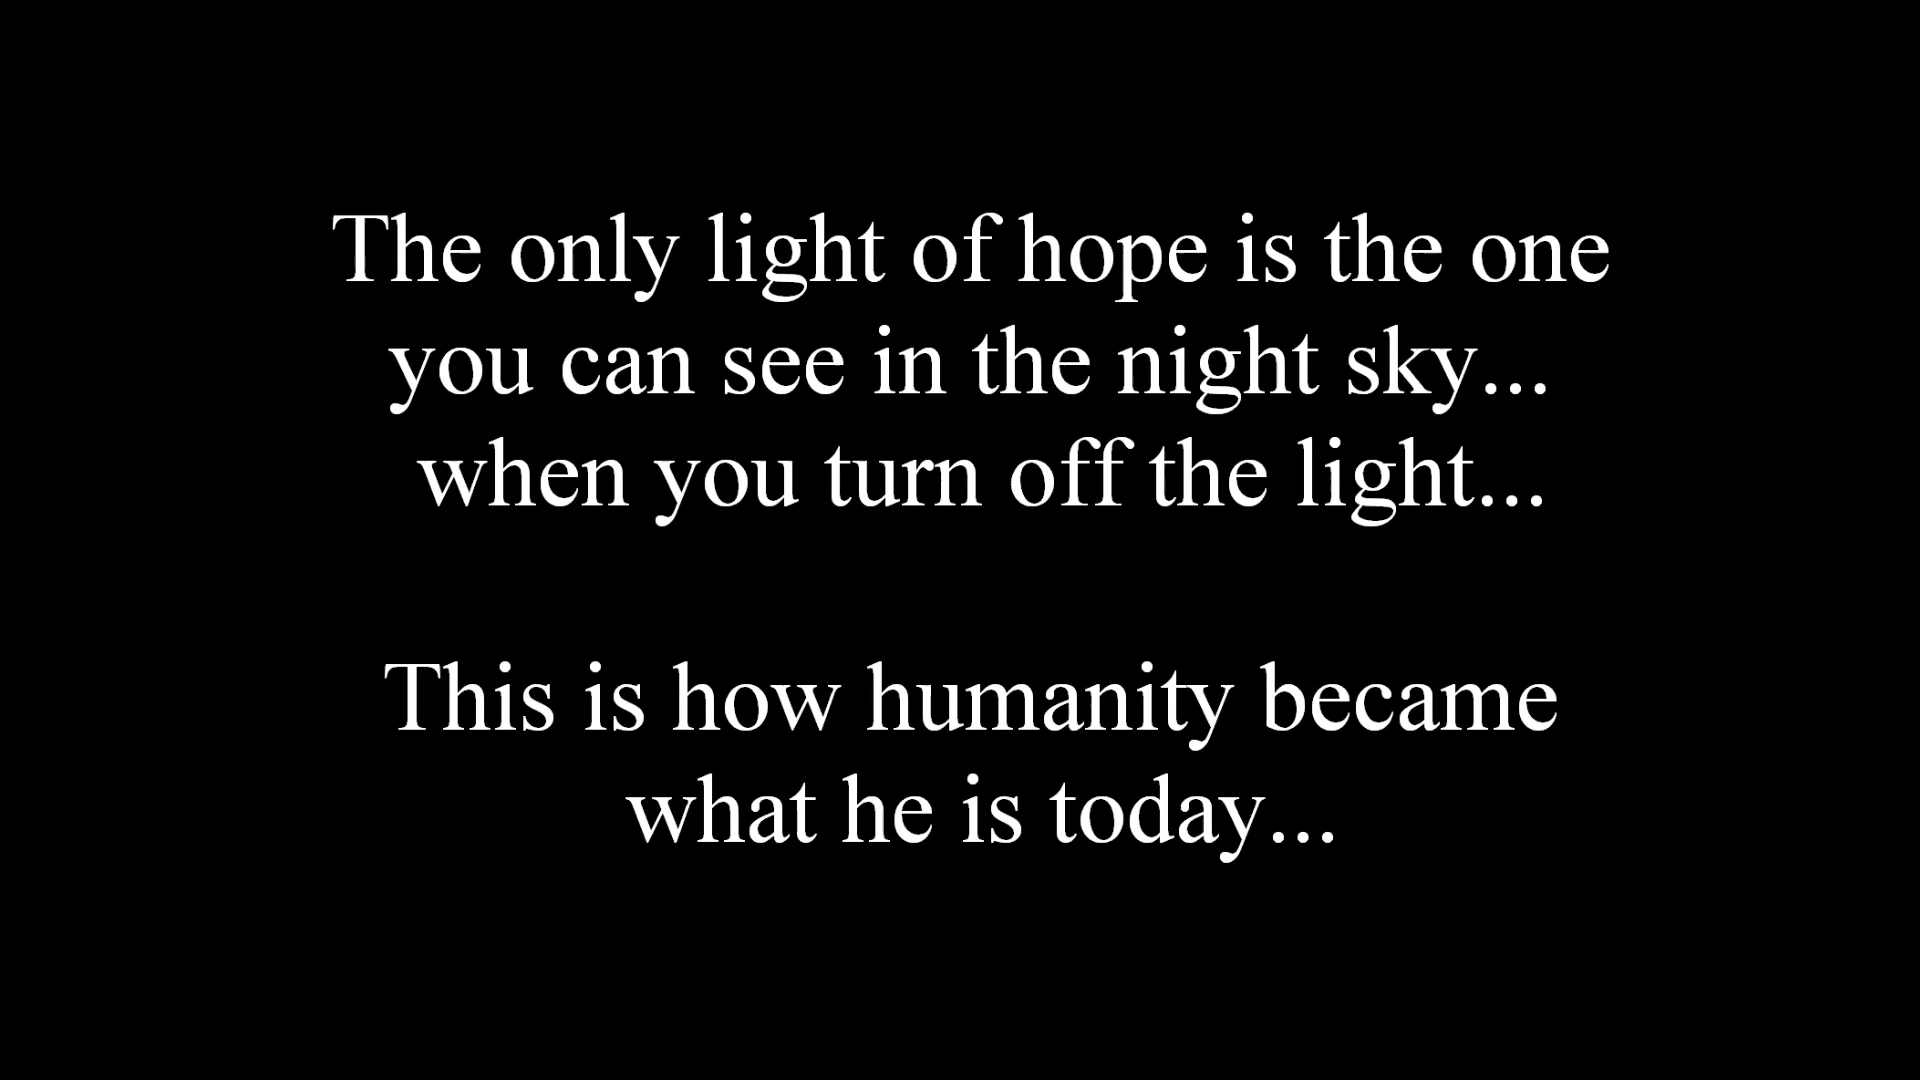 The only light of hope is the one
you can see in the night sky...
when you turn off the light...
This is how humanity became
what he is today...